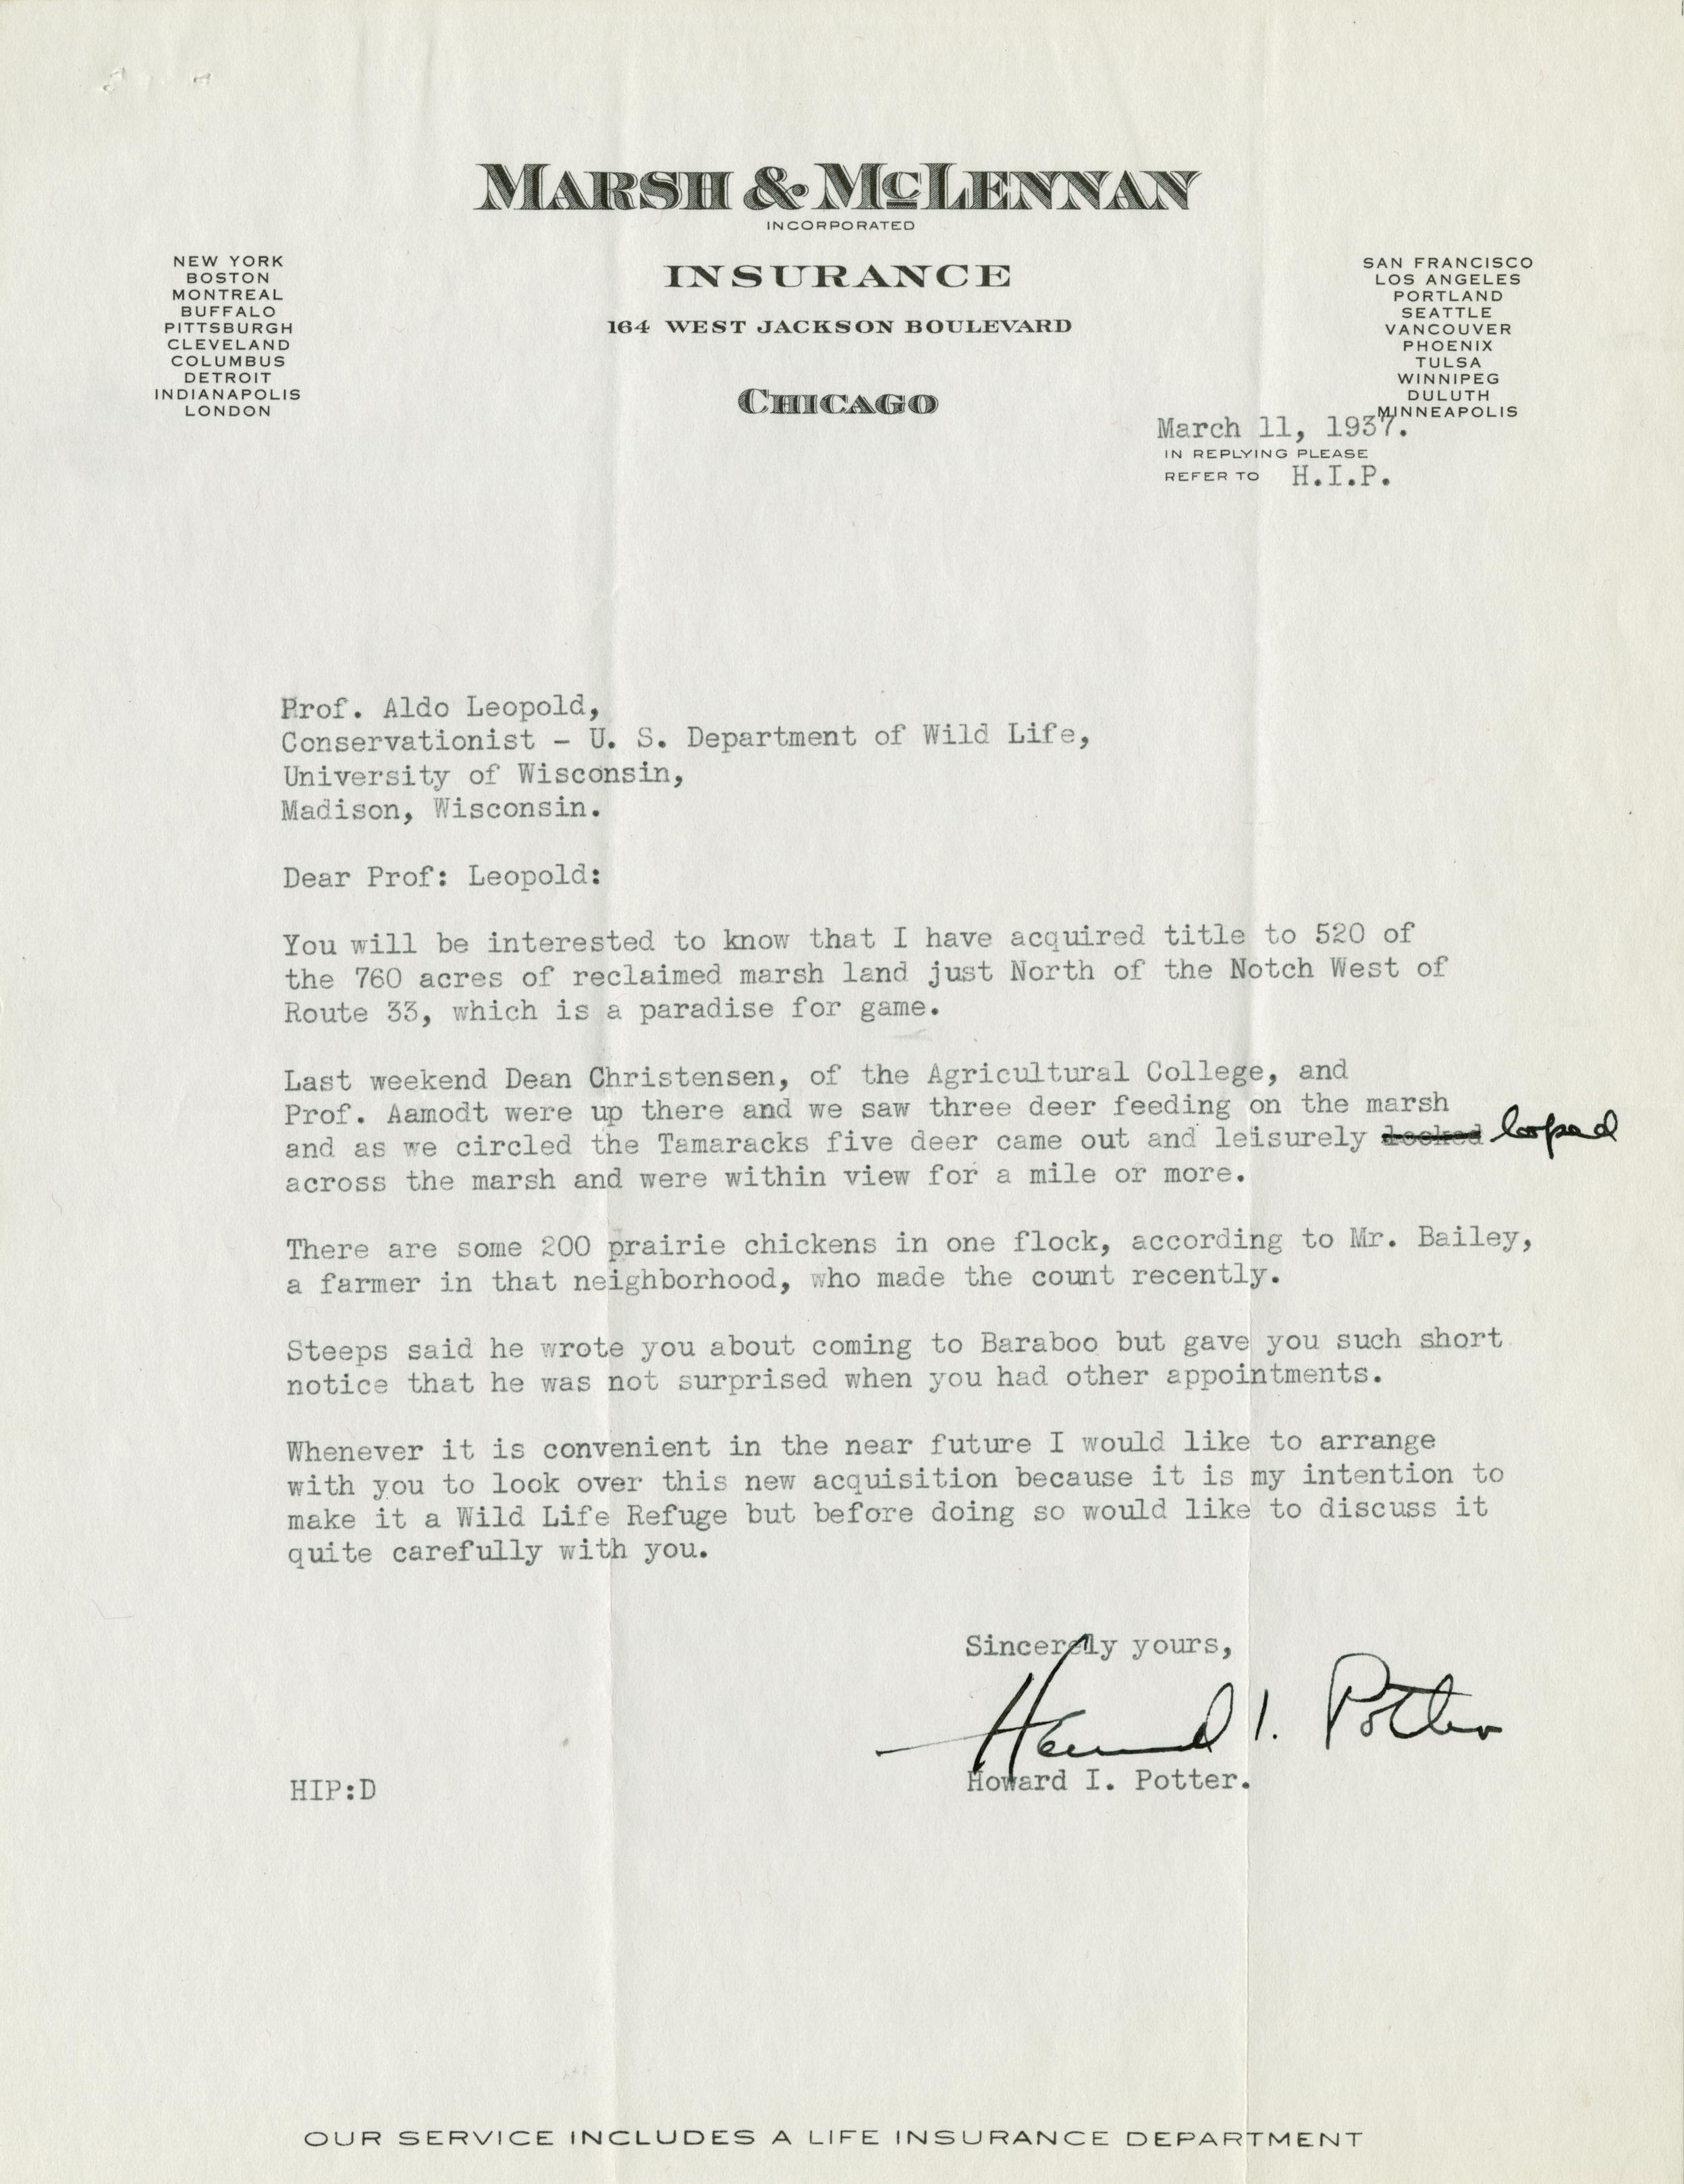 MARSH & McLENNAN
INCORPORATED
INSURANCE
164 WEST JACKSON BOULEVARD
CHICAGO
NEW YORK
BOSTON
MONTREAL
BUFFALO
PITTSBURGH
CLEVELAND
COLUMBUS
DETROIT
INDIANAPOLIS
LONDON
SAN FRANCISCO
LOS ANGELES
PORTLAND
SEATTLE
VANCOUVER
PHOENIX
TULSA
WINNIPEG
DULUTH
MINNEAPOLIS
March 11, 1937.
IN REPLYING PLEASE
REFER TO H.I.P.
Prof. Aldo Leopold,
Conservationist - U. S. Department of Wild Life,
University of Wisconsin,
Madison, Wisconsin.
Dear Prof: Leopold:
You will be interested to know that I have acquired title to 520 of
the 760 acres of reclaimed marsh land just North of the Notch West of
Route 33, which is a paradise for game.
Last weekend Dean Christensen, of the Agricultural College, and
Prof. Aamodt were up there and we saw three deer feeding on the marsh
and as we circled the Tamaracks five deer came out and leisurely loped
across the marsh and were within view for a mile or more.
There are some 200 prairie chickens in one flock, according to Mr. Bailey,
a farmer in that neighborhood, who made the count recently.
Steeps said he wrote you about coming to Baraboo but gave you such short
notice that he was not surprised when you had other appointments.
Whenever it is convenient in the near future I would like to arrange
with you to look over this new acquisition because it is my intention to
make it a Wild Life Refuge but before doing so would like to discuss it
quite carefully with you.
Sincerely yours,
Howard I. Potter
Howard I. Potter.
HIP:D
OUR SERVICE INCLUDES A LIFE INSURANCE DEPARTMENT